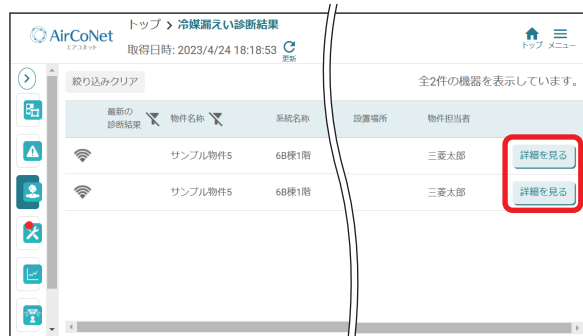 AirCoNet
エアコネット
トップ > 冷媒漏えい診断結果
取得日時: 2023/4/24 18:18:53
更新
トップ メニュー
絞り込みクリア
全2件の機器を表示しています。
最新の
診断結果 物件名称 系統名称 設置場所 物件担当者
サンプル物件5 6B棟1階 三菱太郎 詳細を見る
サンプル物件5 6B棟1階 三菱太郎 詳細を見る